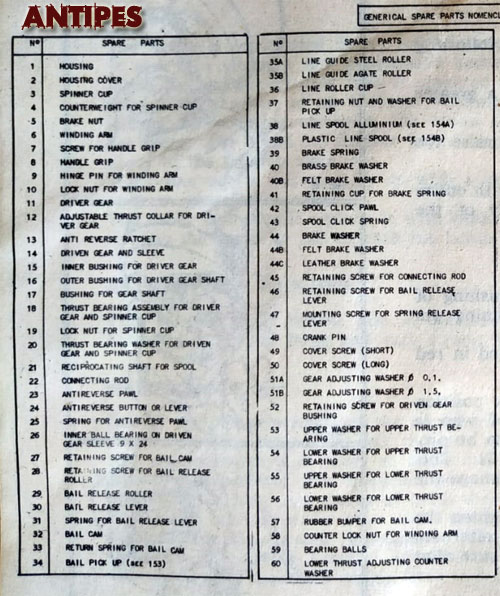 ANTIPES
GENERICAL SPARE PARTS NOMENCL
Nº SPARE PARTS
1 HOUSING
2 HOUSING COVER
3 SPINNER CUP
4 COUNTERWEIGHT FOR SPINNER CUP
5 BRAKE NUT
6 WINDING ARM
7 SCREW FOR HANDLE GRIP
8 HANDLE GRIP
9 HINGE PIN FOR WINDING ARM
10 LOCK NUT FOR WINDING ARM
11 DRIVER GEAR
12 ADJUSTABLE THRUST COLLAR FOR DRI-
VER GEAR
13 ANTI REVERSE RATCHET
14 DRIVEN GEAR AND SLEEVE
15 INNER BUSHING FOR DRIVER GEAR
16 OUTER BUSHING FOR DRIVER GEAR SHAFT
17 BUSHING FOR GEAR SHAFT
18 THRUST BEARING ASSEMBLY FOR DRIVER
GEAR AND SPINNER CUP
19 LOCK NUT FOR SPINNER CUP
20 THRUST BEARING WASHER FOR DRIVEN
GEAR AND SPINNER CUP
21 RECIPROCATING SHAFT FOR SPOOL
22 CONNECTING ROD
23 ANTIREVERSE PAWL
24 ANTIREVERSE BUTTON OR LEVER
25 SPRING FOR ANTIREVERSE PAWL
26 INNER BALL BEARING ON DRIVEN
GEAR SLEEVE 9 X 24
27 RETAINING SCREW FOR BAIL CAM
28 RETAINING SCREW FOR BAIL RELEASE
ROLLER
29 BAIL RELEASE ROLLER
30 BAIL RELEASE LEVER
31 SPRING FOR BAIL RELEASE LEVER
32 BAIL CAM
33 RETURN SPRING FOR BAIL CAM
34 BAIL PICK UP (SEE 153)
Nº SPARE PARTS
35A LINE GUIDE STEEL ROLLER
35B LINE GUIDE AGATE ROLLER
36 LINE ROLLER CUP
37 RETAINING NUT AND WASHER FOR BAIL
PICK UP
38 LINE SPOOL ALLUMINIUM (SEE 154A)
38B PLASTIC LINE SPOOL (SEE 154B)
39 BRAKE SPRING
40 BRASS BRAKE WASHER
40B FELT BRAKE WASHER
41 RETAINING CUP FOR BRAKE SPRING
42 SPOOL CLICK PAWL
43 SPOOL CLICK SPRING
44 BRAKE WASHER
44B FELT BRAKE WASHER
44C LEATHER BRAKE WASHER
45 RETAINING SCREW FOR CONNECTING ROD
46 RETAINING SCREW FOR BAIL RELEASE
LEVER
47 MOUNTING SCREW FOR SPRING RELEASE
LEVER
48 CRANK PIN
49 COVER SCREW (SHORT)
50 COVER SCREW (LONG)
51A GEAR ADJUSTING WASHER Ø 0,1,
51B GEAR ADJUSTING WASHER Ø 1,5,
52 RETAINING SCREW FOR DRIVEN GEAR
BUSHING
53 UPPER WASHER FOR UPPER THRUST BE-
ARING
54 LOWER WASHER FOR UPPER THRUST
BEARING
55 UPPER WASHER FOR LOWER THRUST
BEARING
56 LOWER WASHER FOR LOWER THRUST
BEARING
57 RUBBER BUMPER FOR BAIL CAM.
58 COUNTER LOCK NUT FOR WINDING ARM
59 BEARING BALLS
60 LOWER THRUST ADJUSTING COUNTER
WASHER